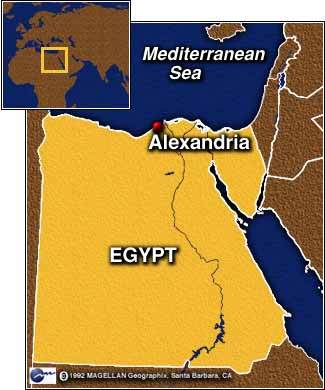 Mediterranean
Sea
Alexandria
EGYPT
© 1992 MAGELLAN Geographix, Santa Barbara, CA